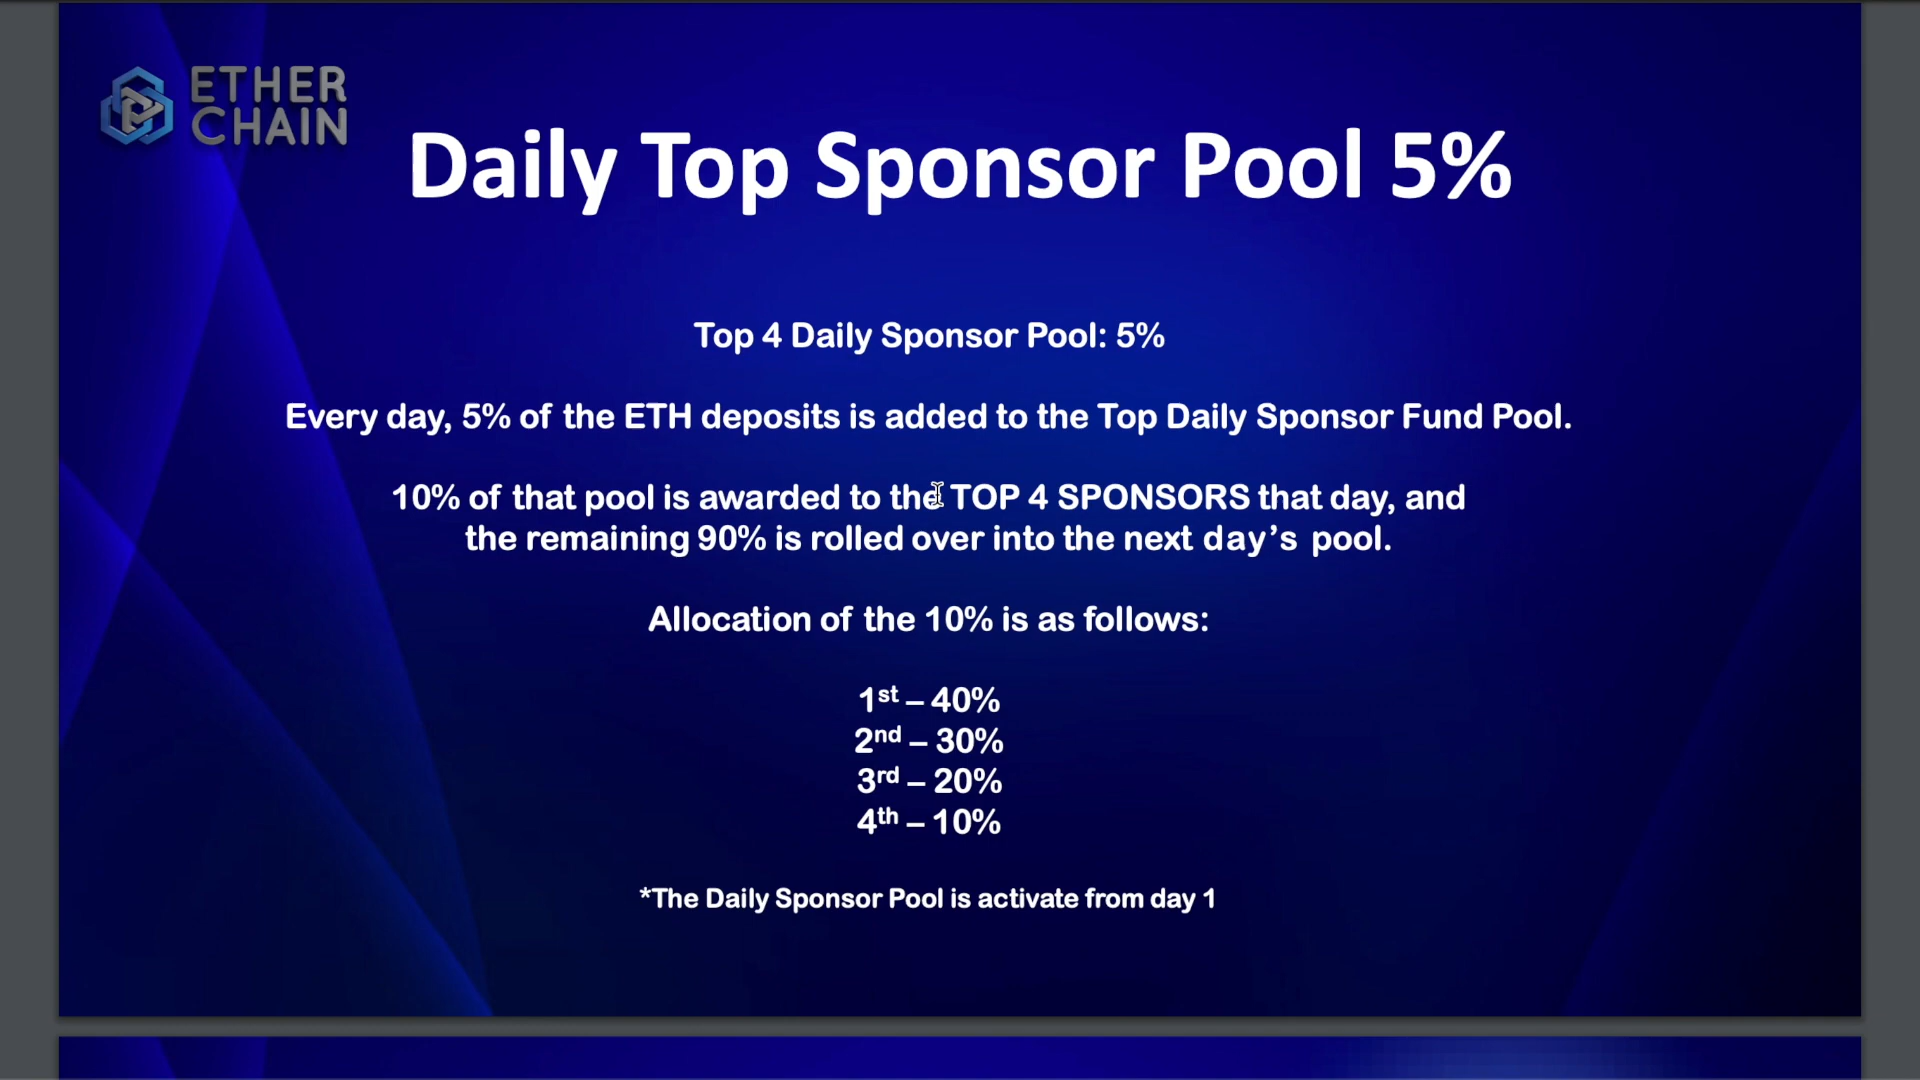 ETHER
CHAIN
Daily Top Sponsor Pool 5%
Top 4 Daily Sponsor Pool: 5%
Every day, 5% of the ETH deposits is added to the Top Daily Sponsor Fund Pool.
10% of that pool is awarded to the TOP 4 SPONSORS that day, and
the remaining 90% is rolled over into the next day’s pool.
Allocation of the 10% is as follows:
1st – 40%
2nd – 30%
3rd – 20%
4th – 10%
*The Daily Sponsor Pool is activate from day 1